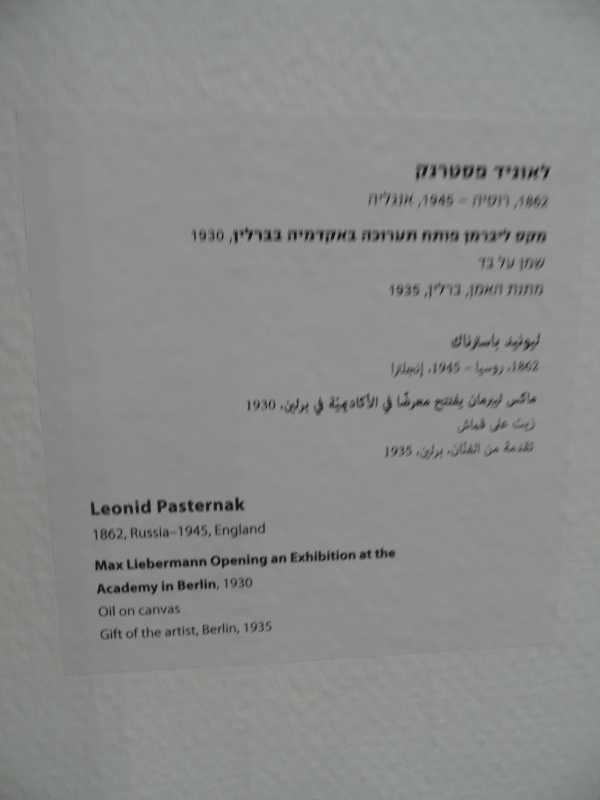 לאוניד פסטרנק
1862, רוסיה – 1945, אנגליה
מקס ליברמן פותח תערוכה באקדמיה בברלין, 1930
שמן על בד
מתנת האמן, ברלין, 1935
ليونيد باسترناك
1862، روسيا – 1945، إنجلترا
ماكس ليبرمان يفتتح معرضًا في الأكاديميّة في برلين، 1930
زيت على قماش
تقدمة من الفنّان، برلين، 1935
Leonid Pasternak
1862, Russia–1945, England
Max Liebermann Opening an Exhibition at the
Academy in Berlin, 1930
Oil on canvas
Gift of the artist, Berlin, 1935